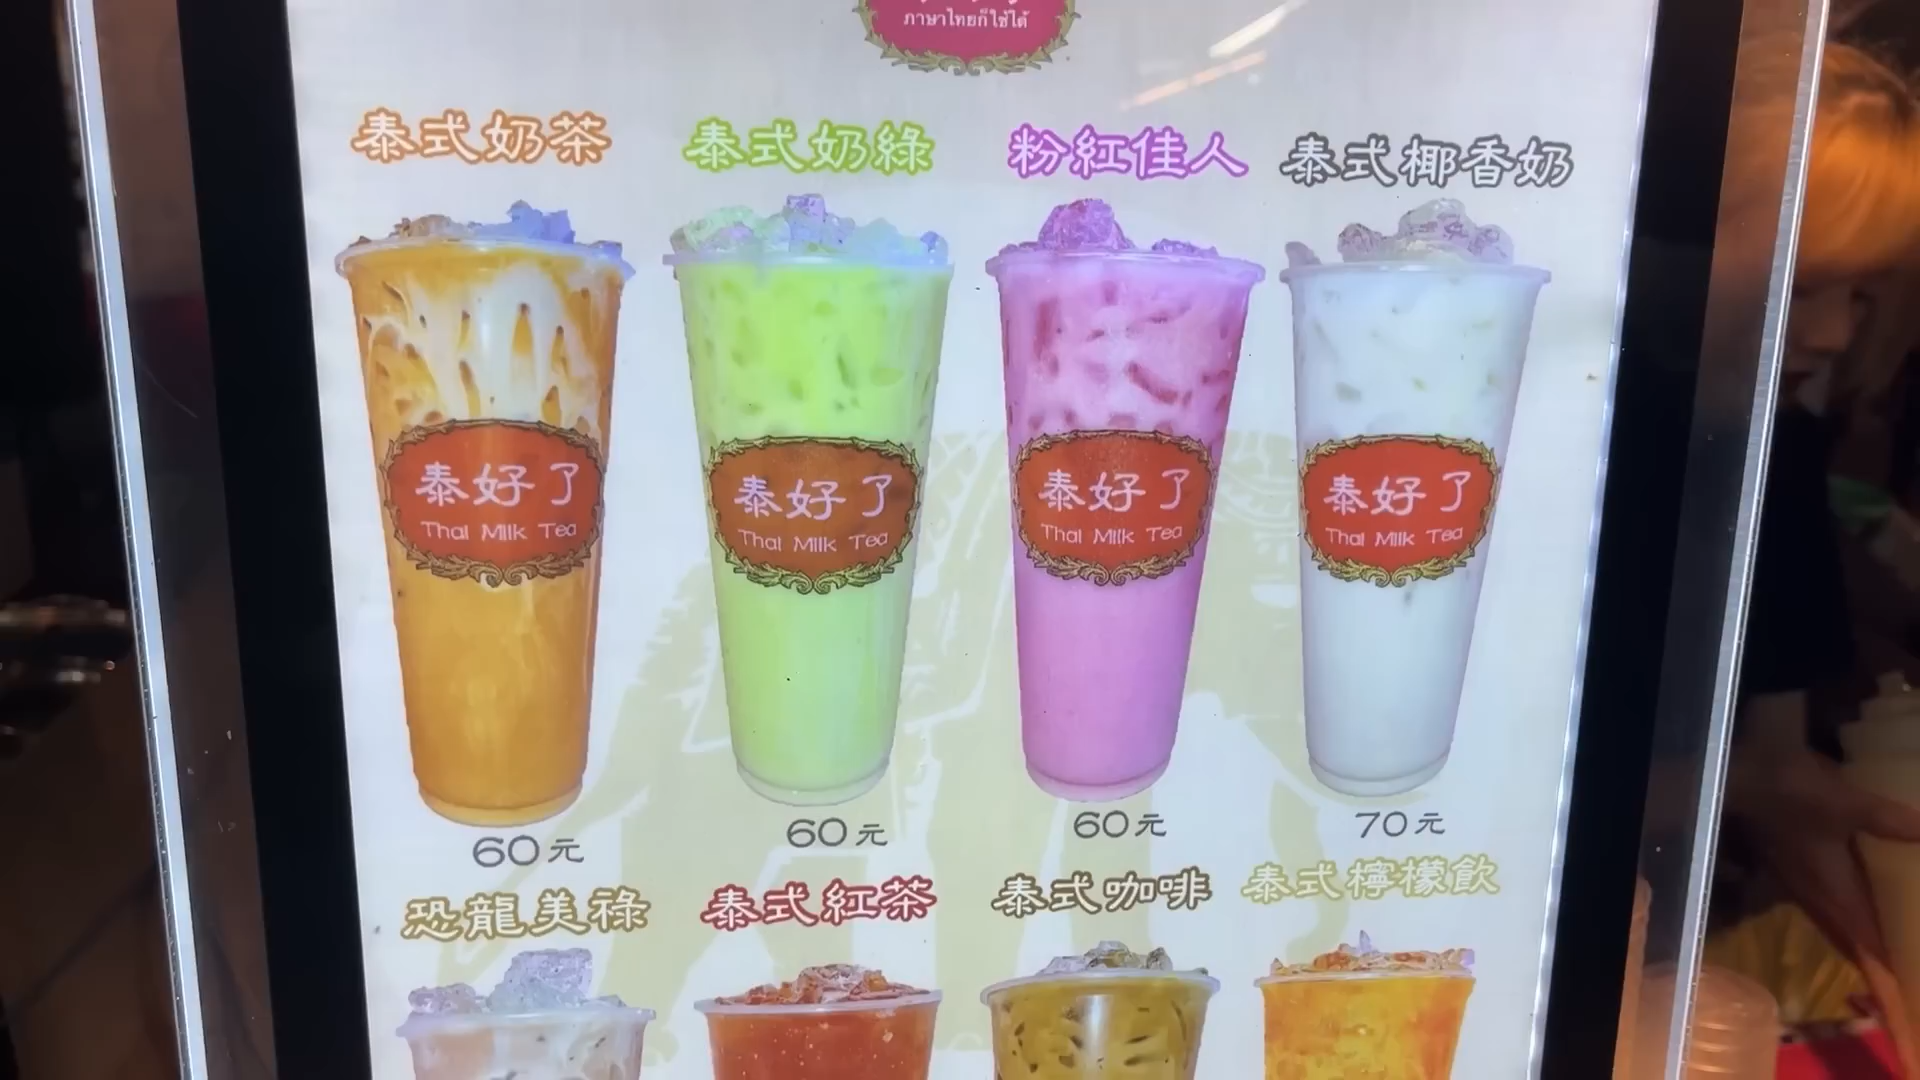 ภาษาไทยก็ใช้ได้
泰式奶茶
泰式奶綠
粉紅佳人
泰式椰香奶
泰好了
Thai Milk Tea
泰好了
Thai Milk Tea
泰好了
Thai Milk Tea
泰好了
Thai Milk Tea
60元
60元
60元
70元
恐龍美祿
泰式紅茶
泰式咖啡
泰式檸檬飲